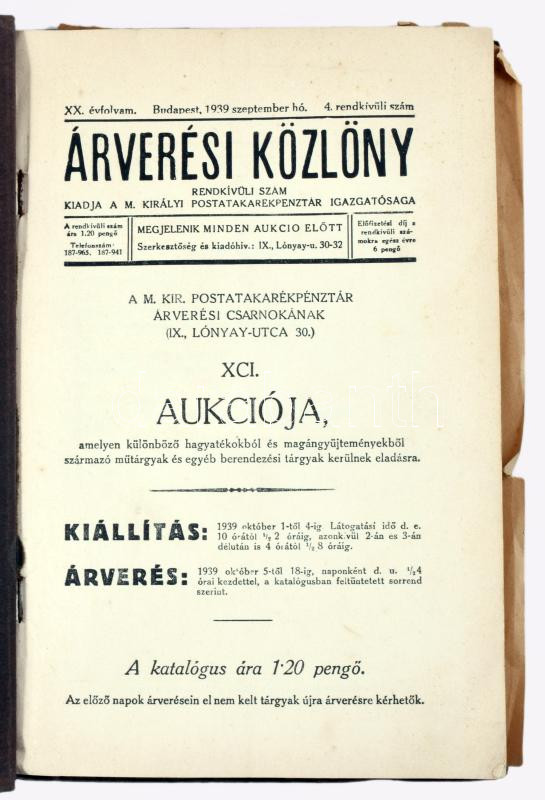 XX. évfolyam. Budapest, 1939 szeptember hó. 4. rendkívüli szám
ÁRVERÉSI KÖZLÖNY
RENDKÍVÜLI SZÁM
KIADJA A M. KIRÁLYI POSTATAKARÉKPÉNZTÁR IGAZGATÓSÁGA
A rendkívüli szám
ára 1.20 pengő
Telefonszám:
187-965, 187-941
MEGJELENIK MINDEN AUKCIÓ ELŐTT
Szerkesztőség és kiadóhiv.: IX., Lónyay-u. 30-32
Előfizetési díj a
rendkívüli szá-
mokra egész évre
6 pengő
A M. KIR. POSTATAKARÉKPÉNZTÁR
ÁRVERÉSI CSARNOKÁNAK
(IX., LÓNYAY-UTCA 30.)
XCI.
AUKCIÓJA,
amelyen különböző hagyatékokból és magángyüjteményekből
származó műtárgyak és egyéb berendezési tárgyak kerülnek eladásra.
KIÁLLÍTÁS: 1939 október 1-től 4-ig. Látogatási idő d. e.
10 órától ½ 2 óráig, azonkívül 2-án és 3-án
délután is 4 órától ½ 8 óráig.
ÁRVERÉS: 1939 október 5-től 18-ig, naponként d. u. ½4
órai kezdettel, a katalógusban feltüntetett sorrend
szerint.
A katalógus ára 1·20 pengő.
Az előző napok árverésein el nem kelt tárgyak újra árverésre kérhetők.